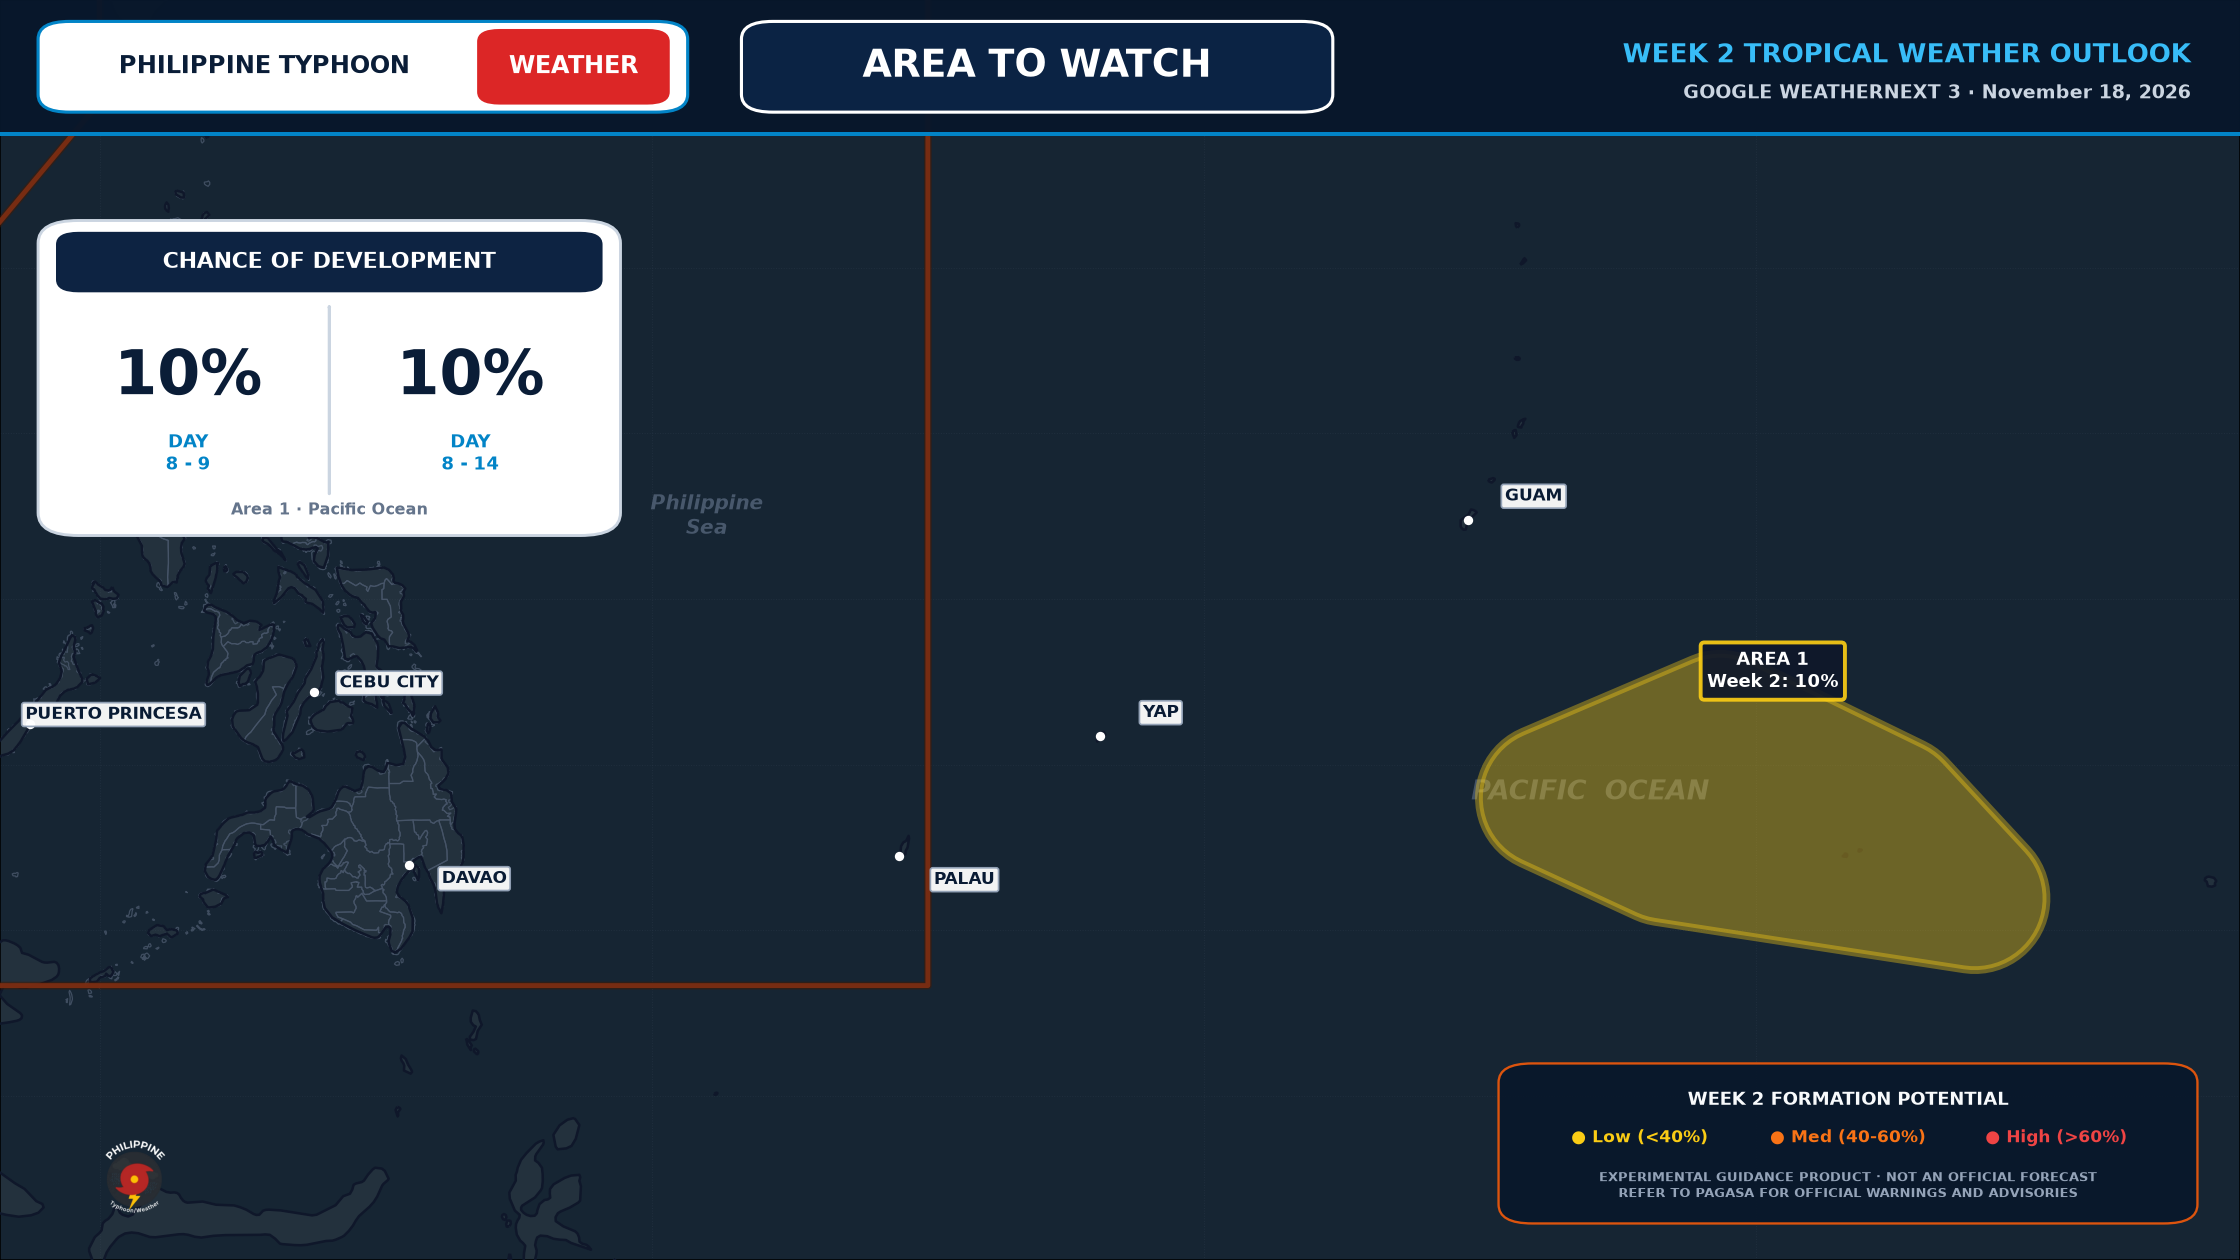 PHILIPPINE TYPHOON WEATHER
AREA TO WATCH
WEEK 2 TROPICAL WEATHER OUTLOOK
GOOGLE WEATHERNEXT 3 · November 18, 2026
CHANCE OF DEVELOPMENT
10%
DAY
8 - 9
10%
DAY
8 - 14
Area 1 · Pacific Ocean
Philippine
Sea
GUAM
AREA 1
Week 2: 10%
CEBU CITY
PUERTO PRINCESA
YAP
PACIFIC OCEAN
DAVAO
PALAU
WEEK 2 FORMATION POTENTIAL
Low (<40%)
Med (40-60%)
High (>60%)
EXPERIMENTAL GUIDANCE PRODUCT · NOT AN OFFICIAL FORECAST
REFER TO PAGASA FOR OFFICIAL WARNINGS AND ADVISORIES
PHILIPPINE
Typhoon/Weather